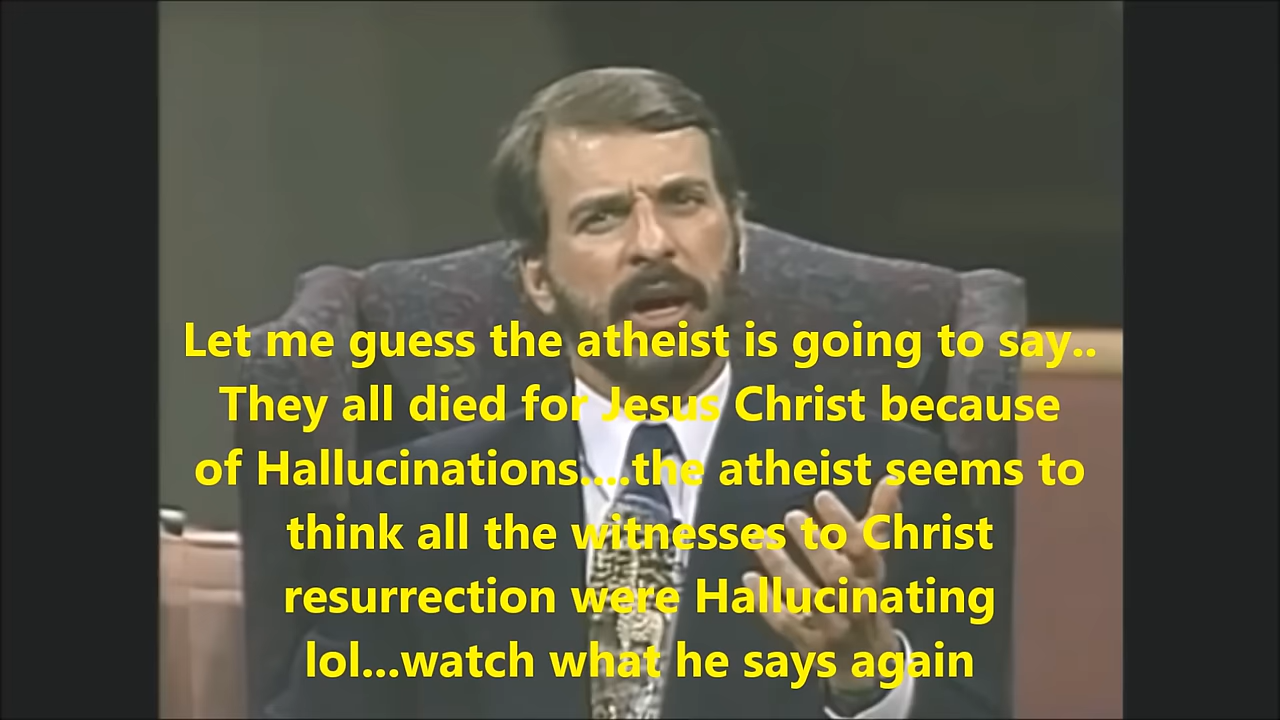 Let me guess the atheist is going to say..
They all died for Jesus Christ because
of Hallucinations....the atheist seems to
think all the witnesses to Christ
resurrection were Hallucinating
lol...watch what he says again